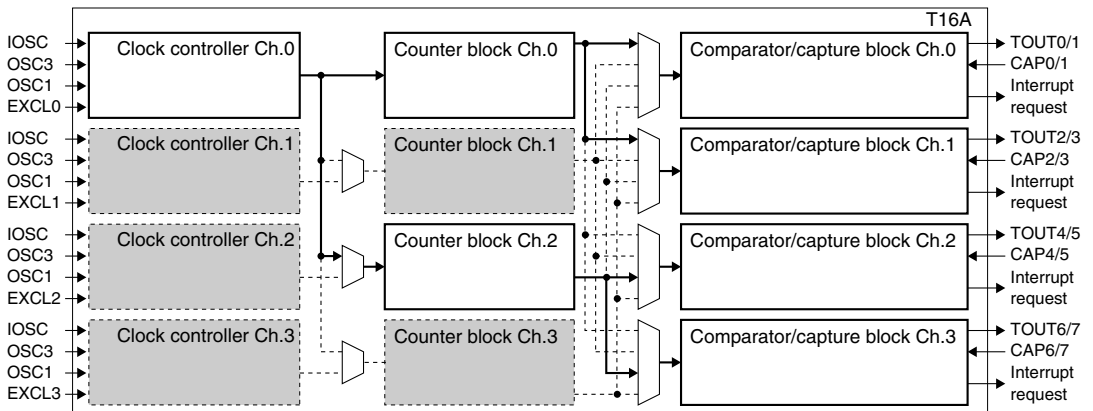 T16A
IOSC
OSC3
OSC1
EXCL0
Clock controller Ch.0
Counter block Ch.0
Comparator/capture block Ch.0
TOUT0/1
CAP0/1
Interrupt
request
IOSC
OSC3
OSC1
EXCL1
Clock controller Ch.1
Counter block Ch.1
Comparator/capture block Ch.1
TOUT2/3
CAP2/3
Interrupt
request
IOSC
OSC3
OSC1
EXCL2
Clock controller Ch.2
Counter block Ch.2
Comparator/capture block Ch.2
TOUT4/5
CAP4/5
Interrupt
request
IOSC
OSC3
OSC1
EXCL3
Clock controller Ch.3
Counter block Ch.3
Comparator/capture block Ch.3
TOUT6/7
CAP6/7
Interrupt
request